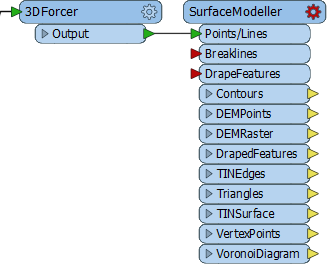 3DForcer
Output
SurfaceModeller
Points/Lines
Breaklines
DrapeFeatures
Contours
DEMPoints
DEMRaster
DrapedFeatures
TINEdges
Triangles
TINSurface
VertexPoints
VoronoiDiagram